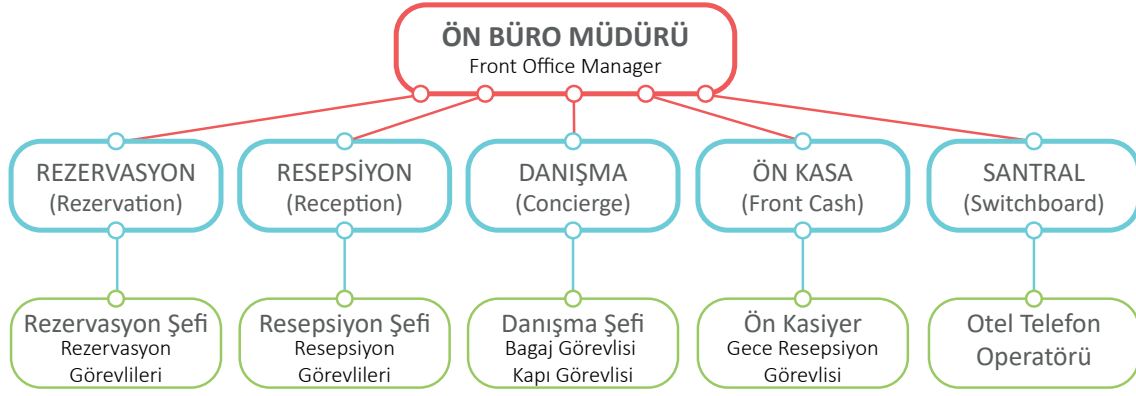 ÖN BÜRO MÜDÜRÜ
Front Office Manager
REZERVASYON
(Rezervation)
RESEPSİYON
(Reception)
DANIŞMA
(Concierge)
ÖN KASA
(Front Cash)
SANTRAL
(Switchboard)
Rezervasyon Şefi
Rezervasyon
Görevlileri
Resepsiyon Şefi
Resepsiyon
Görevlileri
Danışma Şefi
Bagaj Görevlisi
Kapı Görevlisi
Ön Kasiyer
Gece Resepsiyon
Görevlisi
Otel Telefon
Operatörü